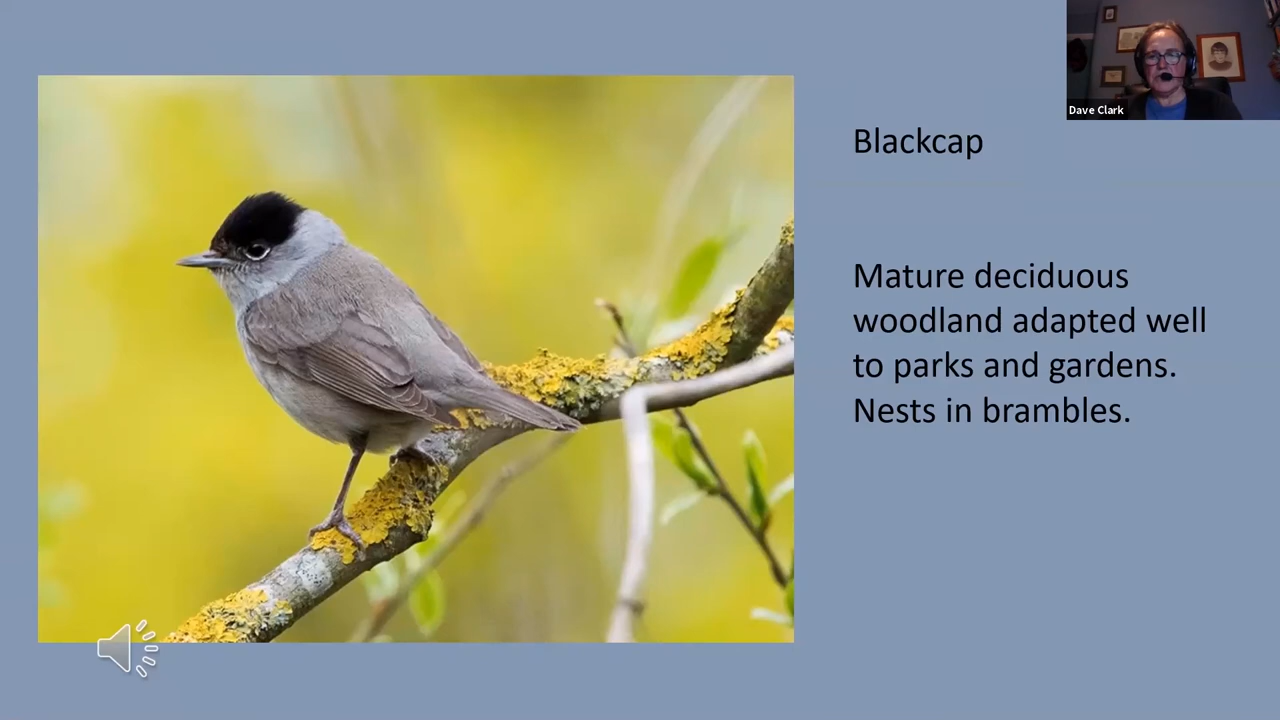 Dave Clark
Blackcap
Mature deciduous
woodland adapted well
to parks and gardens.
Nests in brambles.